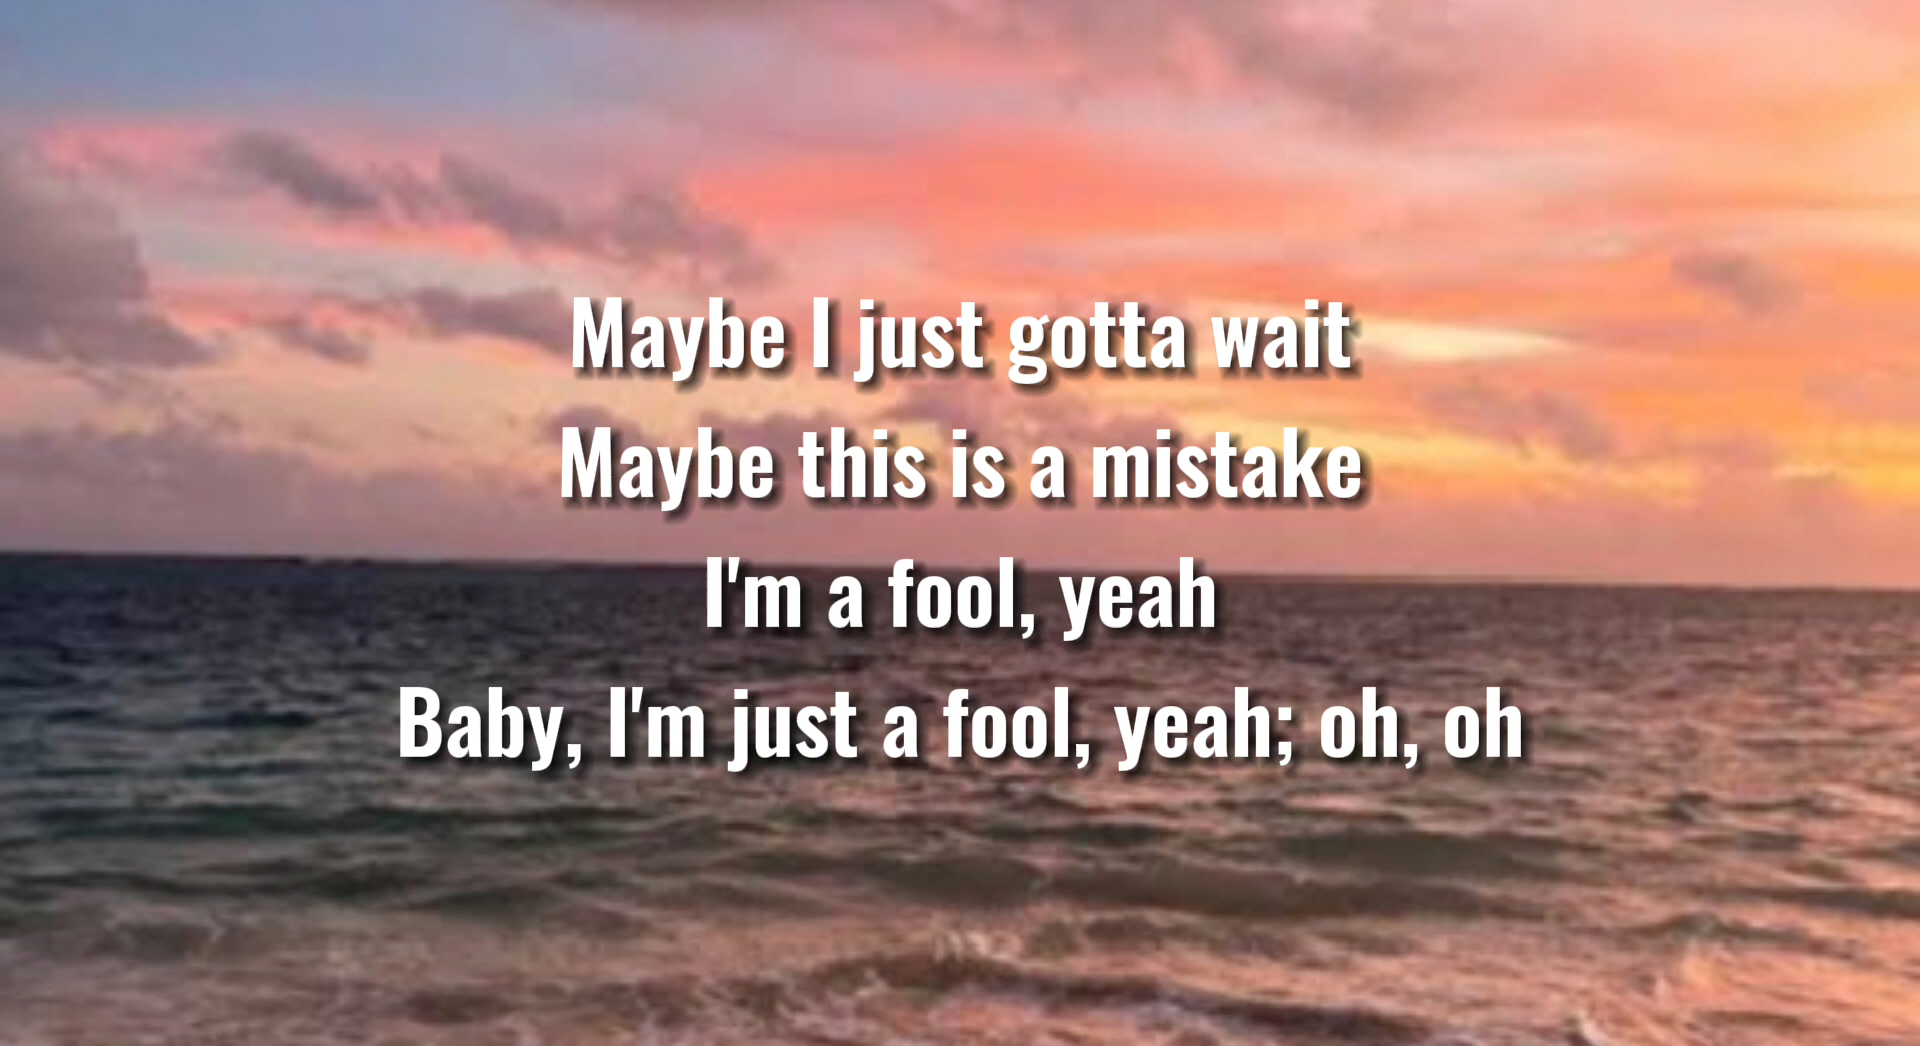 Maybe I just gotta wait
Maybe this is a mistake
I'm a fool, yeah
Baby, I'm just a fool, yeah; oh, oh